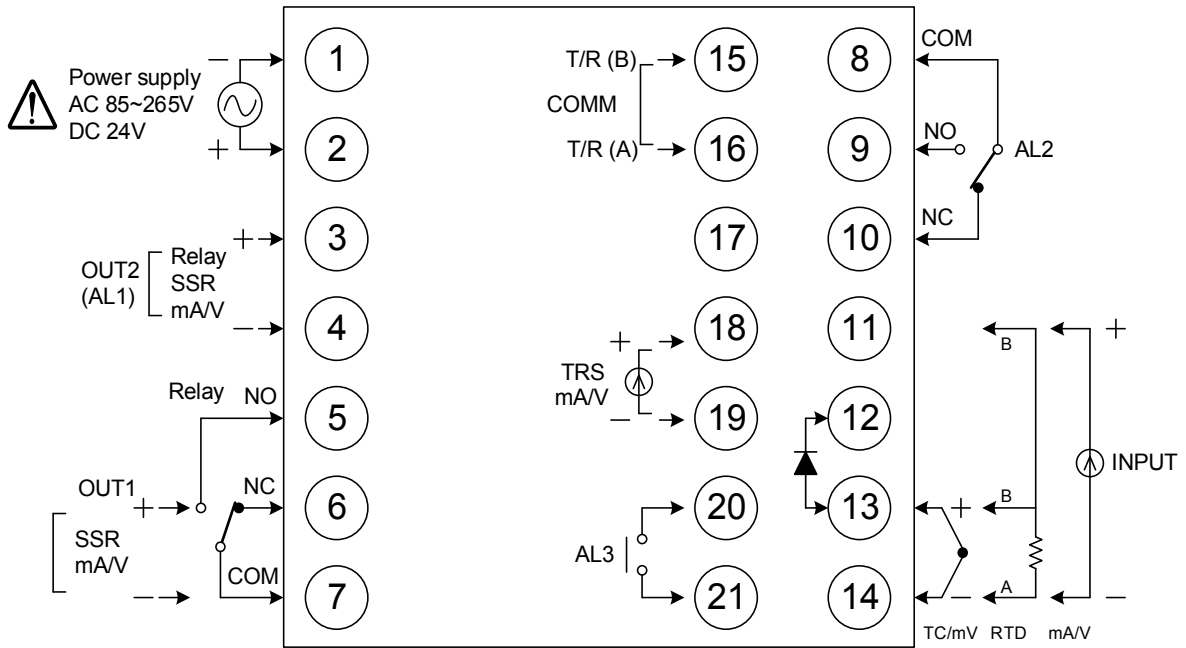 Power supply
AC 85~265V
DC 24V
−
+
1
2
3
4
5
6
7
OUT2
(AL1)
Relay
SSR
mA/V
+
−
Relay
NO
OUT1
+
NC
SSR
mA/V
COM
−
T/R (B)
COMM
T/R (A)
15
16
17
18
19
20
21
+
TRS
mA/V
−
AL3
8
9
10
11
12
13
14
COM
NO
AL2
NC
B
+
INPUT
+
B
−
A
−
TC/mV RTD mA/V